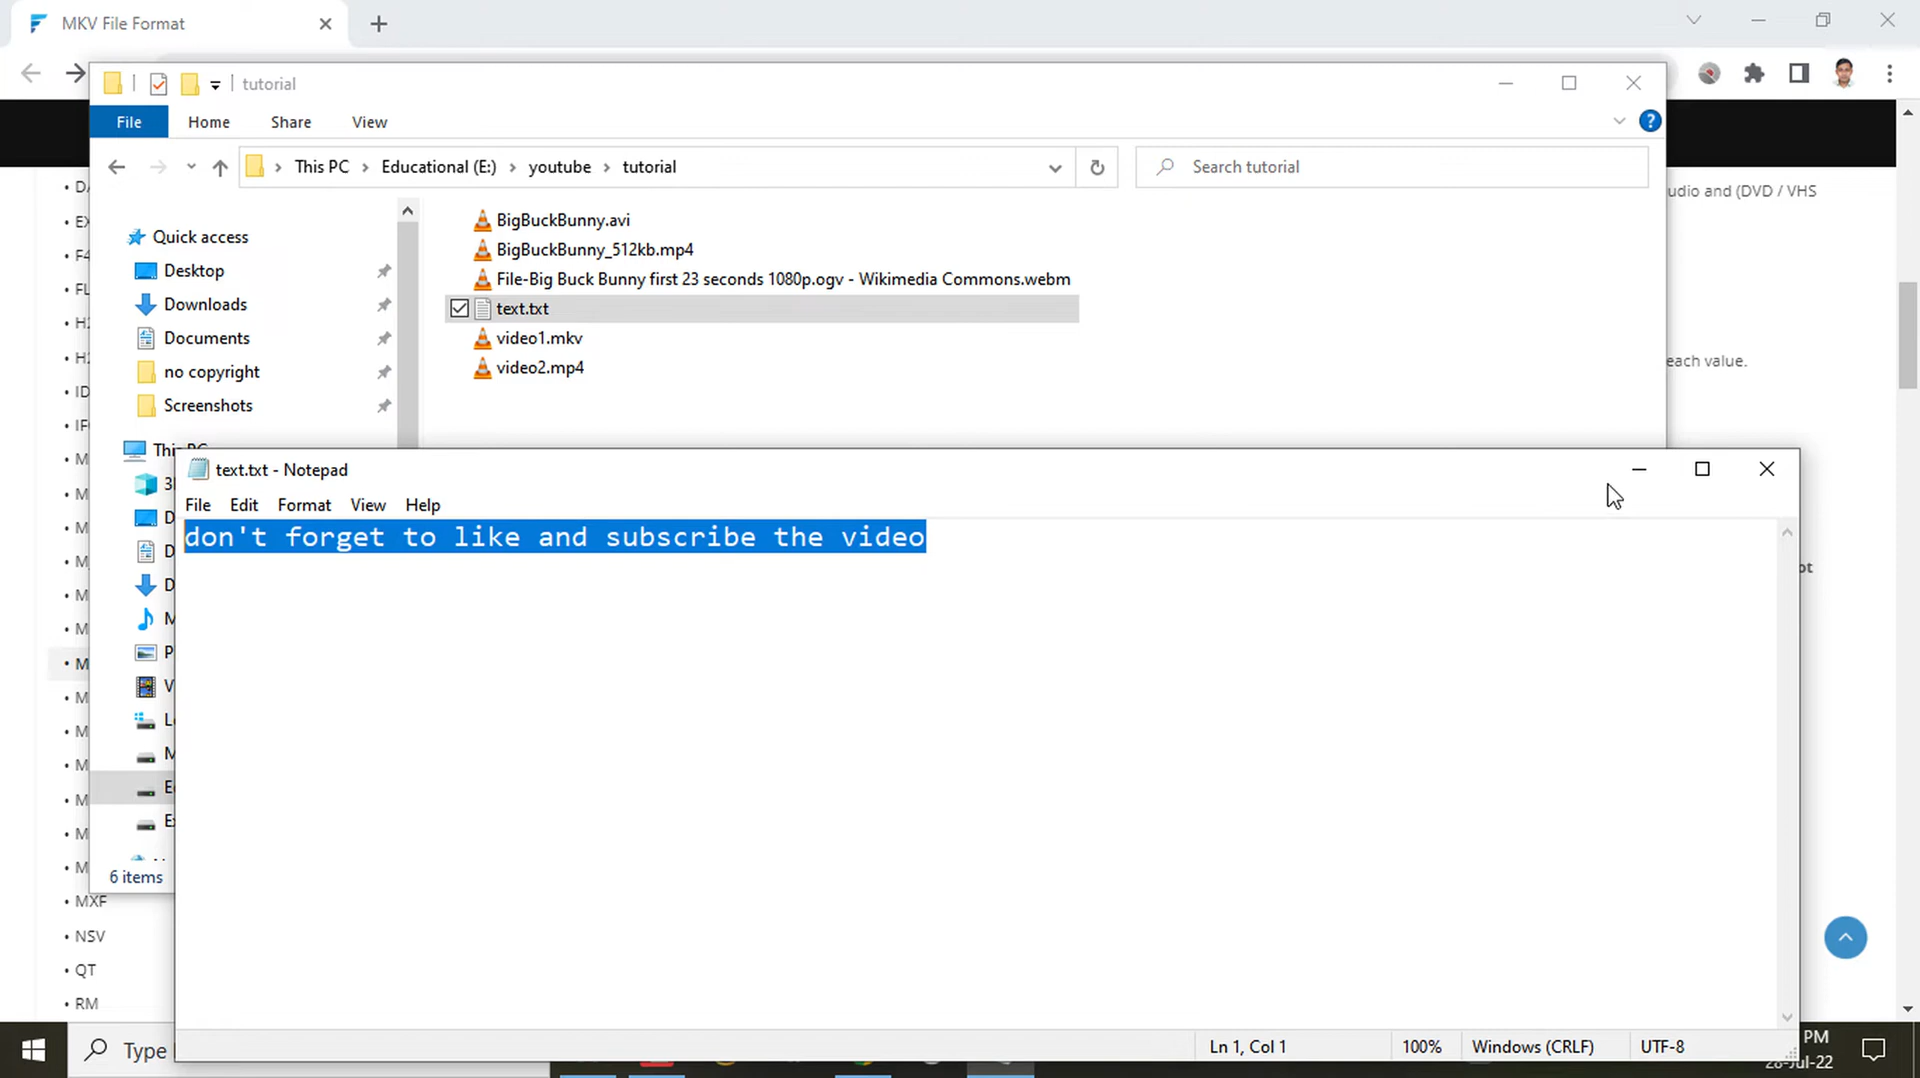 MKV File Format
tutorial
File Home Share View
This PC Educational (E:) youtube tutorial
Search tutorial
Quick access
Desktop
Downloads
Documents
no copyright
Screenshots
BigBuckBunny.avi
BigBuckBunny_512kb.mp4
File-Big Buck Bunny first 23 seconds 1080p.ogv - Wikimedia Commons.webm
text.txt
video1.mkv
video2.mp4
6 items
text.txt - Notepad
File Edit Format View Help
don't forget to like and subscribe the video
Ln 1, Col 1 100% Windows (CRLF) UTF-8
and (DVD / VHS
each value.
MXF
NSV
QT
RM
Type
PM
28-Jul-22